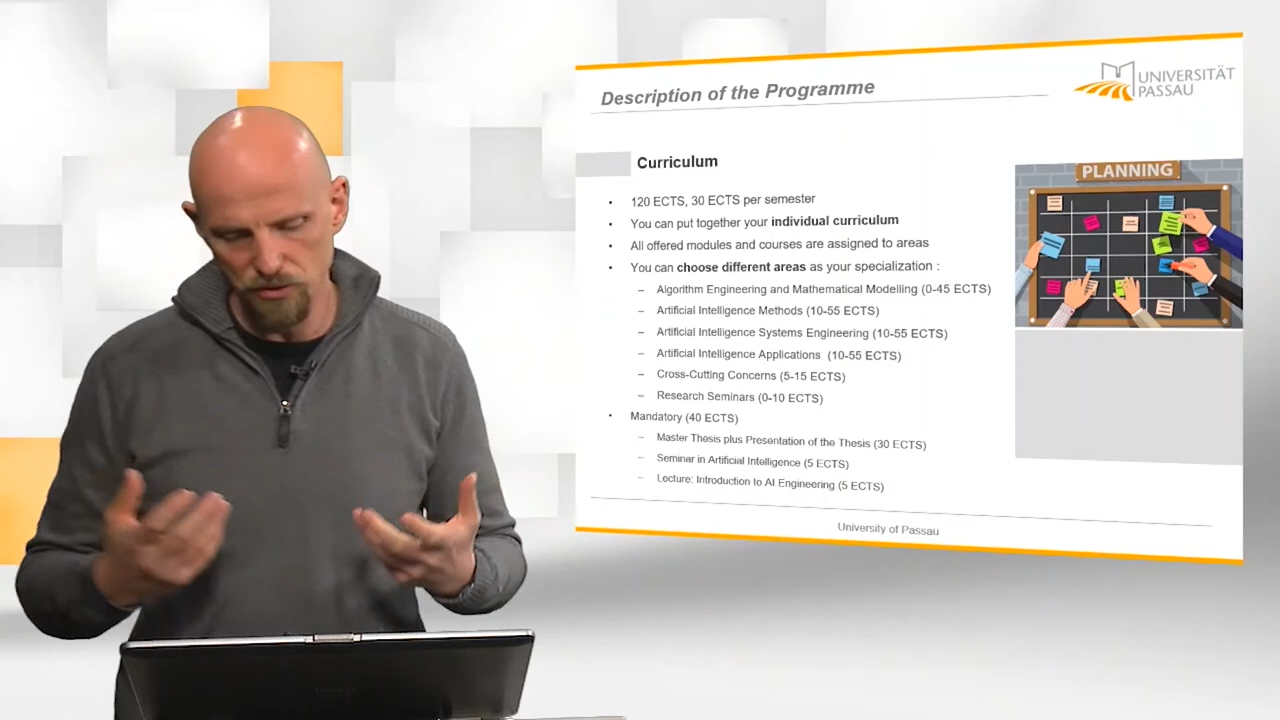 Description of the Programme
UNIVERSITÄT
PASSAU
Curriculum
PLANNING
• 120 ECTS, 30 ECTS per semester
• You can put together your individual curriculum
• All offered modules and courses are assigned to areas
• You can choose different areas as your specialization :
– Algorithm Engineering and Mathematical Modelling (0-45 ECTS)
– Artificial Intelligence Methods (10-55 ECTS)
– Artificial Intelligence Systems Engineering (10-55 ECTS)
– Artificial Intelligence Applications (10-55 ECTS)
– Cross-Cutting Concerns (5-15 ECTS)
– Research Seminars (0-10 ECTS)
• Mandatory (40 ECTS)
– Master Thesis plus Presentation of the Thesis (30 ECTS)
– Seminar in Artificial Intelligence (5 ECTS)
– Lecture: Introduction to AI Engineering (5 ECTS)
University of Passau